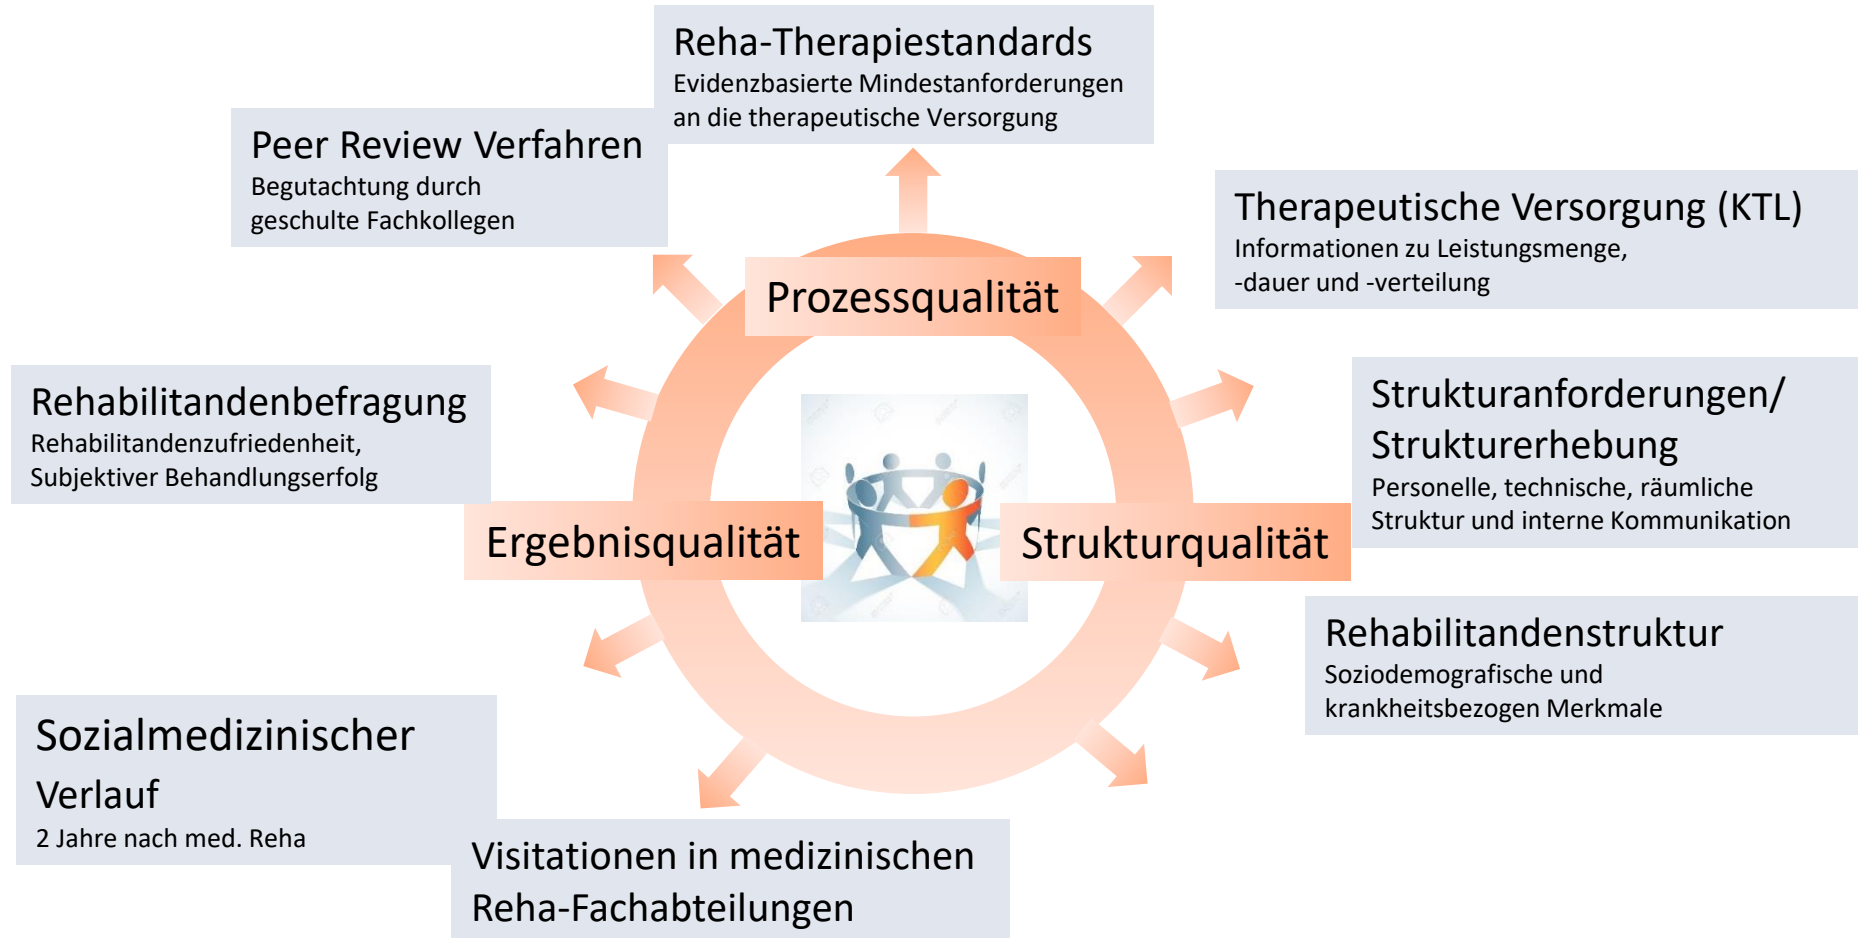 Reha-Therapiestandards
Evidenzbasierte Mindestanforderungen
an die therapeutische Versorgung
Peer Review Verfahren
Begutachtung durch
geschulte Fachkollegen
Therapeutische Versorgung (KTL)
Informationen zu Leistungsmenge,
-dauer und -verteilung
Prozessqualität
Rehabilitandenbefragung
Rehabilitandenzufriedenheit,
Subjektiver Behandlungserfolg
Strukturanforderungen/
Strukturerhebung
Personelle, technische, räumliche
Struktur und interne Kommunikation
Ergebnisqualität
Strukturqualität
Rehabilitandenstruktur
Soziodemografische und
krankheitsbezogen Merkmale
Sozialmedizinischer
Verlauf
2 Jahre nach med. Reha
Visitationen in medizinischen
Reha-Fachabteilungen